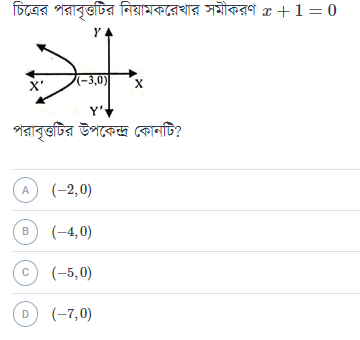 চিত্রের পরাবৃত্তটির নিয়ামকরেখার সমীকরণ x + 1 = 0
Y
(−3,0)
X' X
Y'
পরাবৃত্তটির উপকেন্দ্র কোনটি?
A (−2, 0)
B (−4, 0)
C (−5, 0)
D (−7, 0)